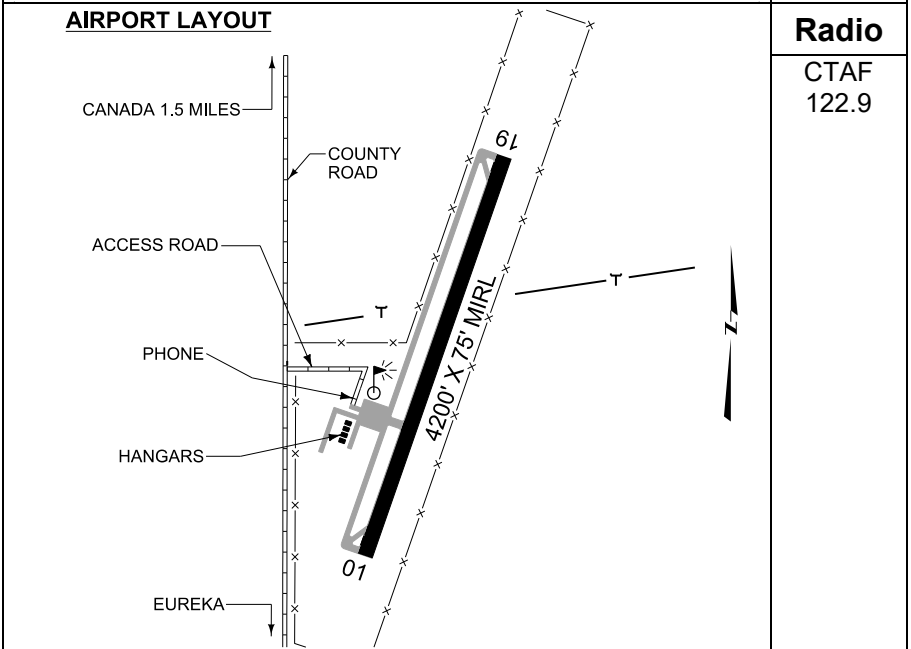 AIRPORT LAYOUT
Radio
CTAF
122.9
CANADA 1.5 MILES
COUNTY
ROAD
19
ACCESS ROAD
4200' X 75' MIRL
N
PHONE
HANGARS
01
EUREKA